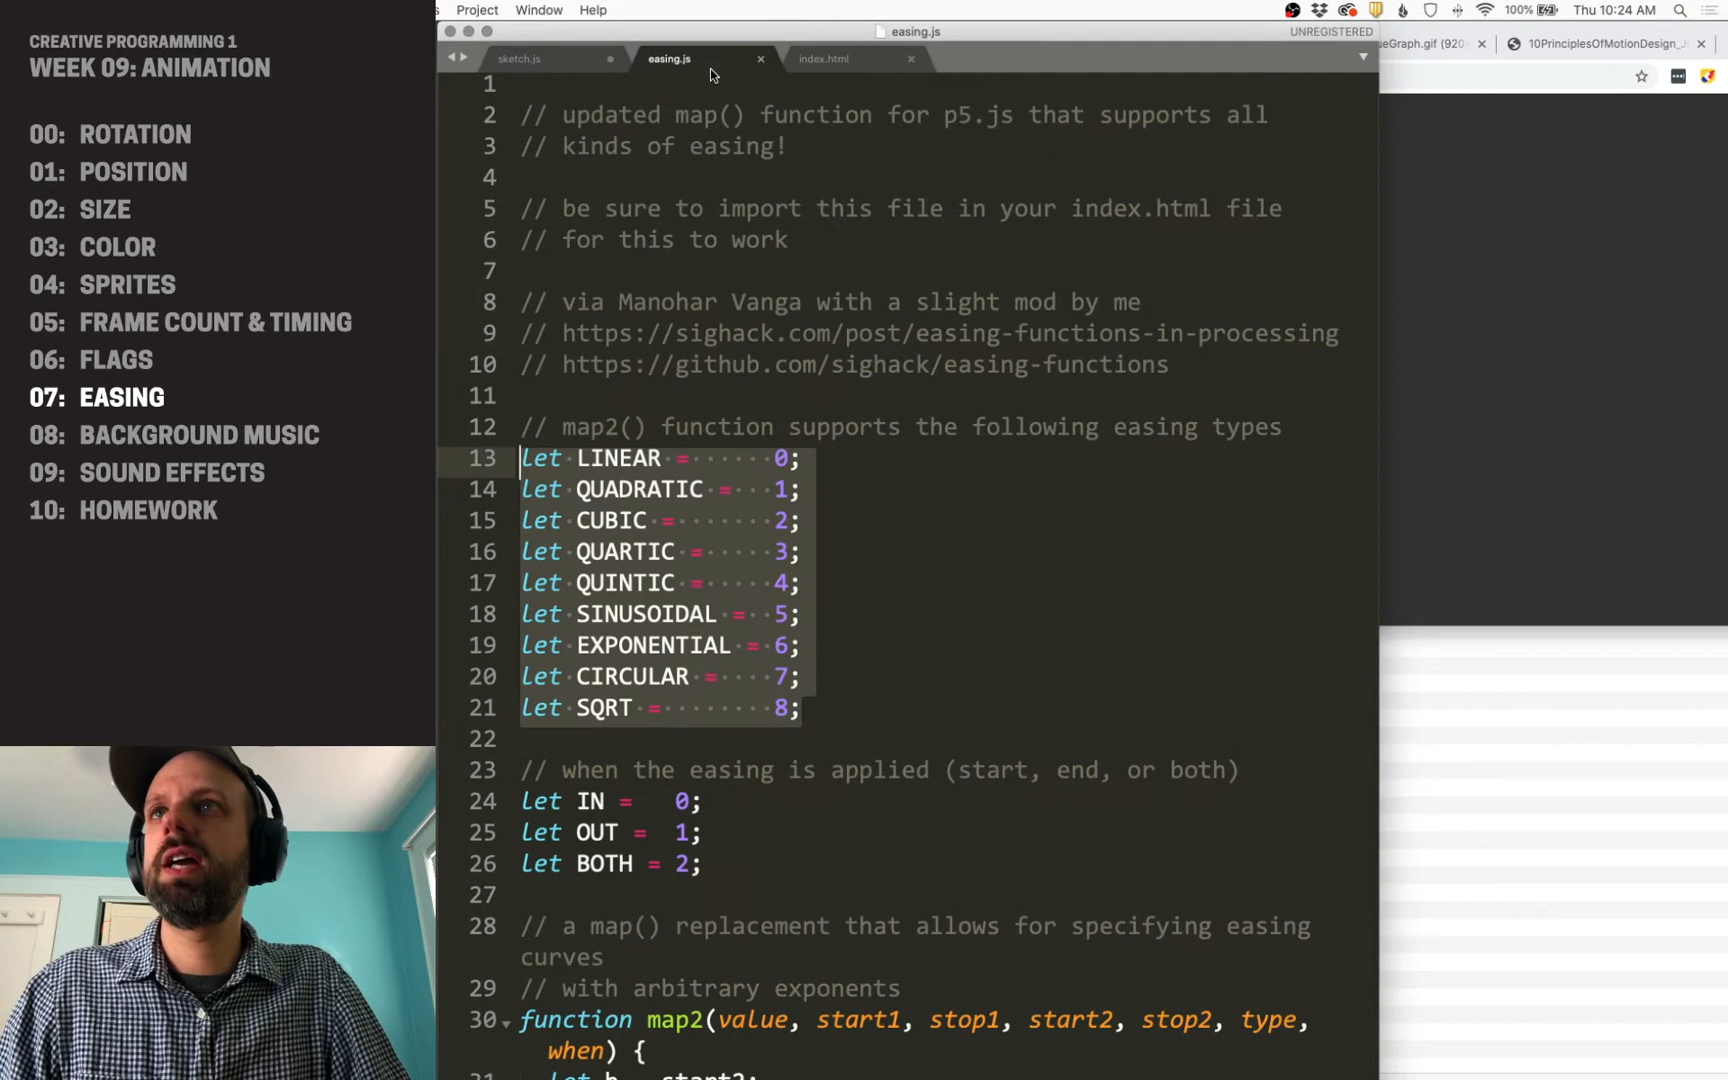 CREATIVE PROGRAMMING 1
WEEK 09: ANIMATION
00: ROTATION
01: POSITION
02: SIZE
03: COLOR
04: SPRITES
05: FRAME COUNT & TIMING
06: FLAGS
07: EASING
08: BACKGROUND MUSIC
09: SOUND EFFECTS
10: HOMEWORK
Project Window Help
100% Thu 10:24 AM
easing.js UNREGISTERED
sketch.js easing.js index.html
ueGraph.gif (920× 10PrinciplesOfMotionDesign_
1
2 // updated map() function for p5.js that supports all
3 // kinds of easing!
4
5 // be sure to import this file in your index.html file
6 // for this to work
7
8 // via Manohar Vanga with a slight mod by me
9 // https://sighack.com/post/easing-functions-in-processing
10 // https://github.com/sighack/easing-functions
11
12 // map2() function supports the following easing types
13 let LINEAR = 0;
14 let QUADRATIC = 1;
15 let CUBIC = 2;
16 let QUARTIC = 3;
17 let QUINTIC = 4;
18 let SINUSOIDAL = 5;
19 let EXPONENTIAL = 6;
20 let CIRCULAR = 7;
21 let SQRT = 8;
22
23 // when the easing is applied (start, end, or both)
24 let IN = 0;
25 let OUT = 1;
26 let BOTH = 2;
27
28 // a map() replacement that allows for specifying easing
curves
29 // with arbitrary exponents
30 function map2(value, start1, stop1, start2, stop2, type,
when) {